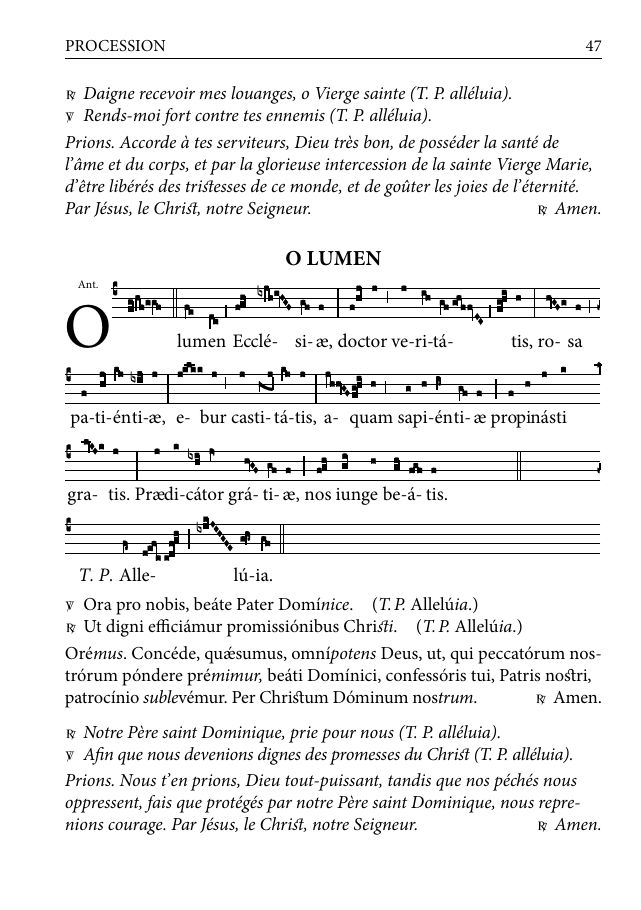 PROCESSION 47
℟ Daigne recevoir mes louanges, o Vierge sainte (T. P. alléluia).
℣ Rends-moi fort contre tes ennemis (T. P. alléluia).
Prions. Accorde à tes serviteurs, Dieu très bon, de posséder la santé de
l’âme et du corps, et par la glorieuse intercession de la sainte Vierge Marie,
d’être libérés des tristesses de ce monde, et de goûter les joies de l’éternité.
Par Jésus, le Christ, notre Seigneur. ℟ Amen.
O LUMEN
Ant.
O lumen Ecclé- si- æ, doctor ve-ri-tá- tis, ro- sa
pa-ti-énti-æ, e- bur casti-tá-tis, a- quam sapi-énti- æ propinásti
gra- tis. Prædi-cátor grá- ti- æ, nos iunge be-á- tis.
T. P. Alle- lú-ia.
℣ Ora pro nobis, beáte Pater Domínice. (T. P. Allelúia.)
℟ Ut digni efficiámur promissiónibus Christi. (T. P. Allelúia.)
Orémus. Concéde, quǽsumus, omnípotens Deus, ut, qui peccatórum nos-
trórum póndere prémimur, beáti Domínici, confessóris tui, Patris nostri,
patrocínio sublevémur. Per Christum Dóminum nostrum. ℟ Amen.
℟ Notre Père saint Dominique, prie pour nous (T. P. alléluia).
℣ Afin que nous devenions dignes des promesses du Christ (T. P. alléluia).
Prions. Nous t’en prions, Dieu tout-puissant, tandis que nos péchés nous
oppressent, fais que protégés par notre Père saint Dominique, nous repre-
nions courage. Par Jésus, le Christ, notre Seigneur. ℟ Amen.